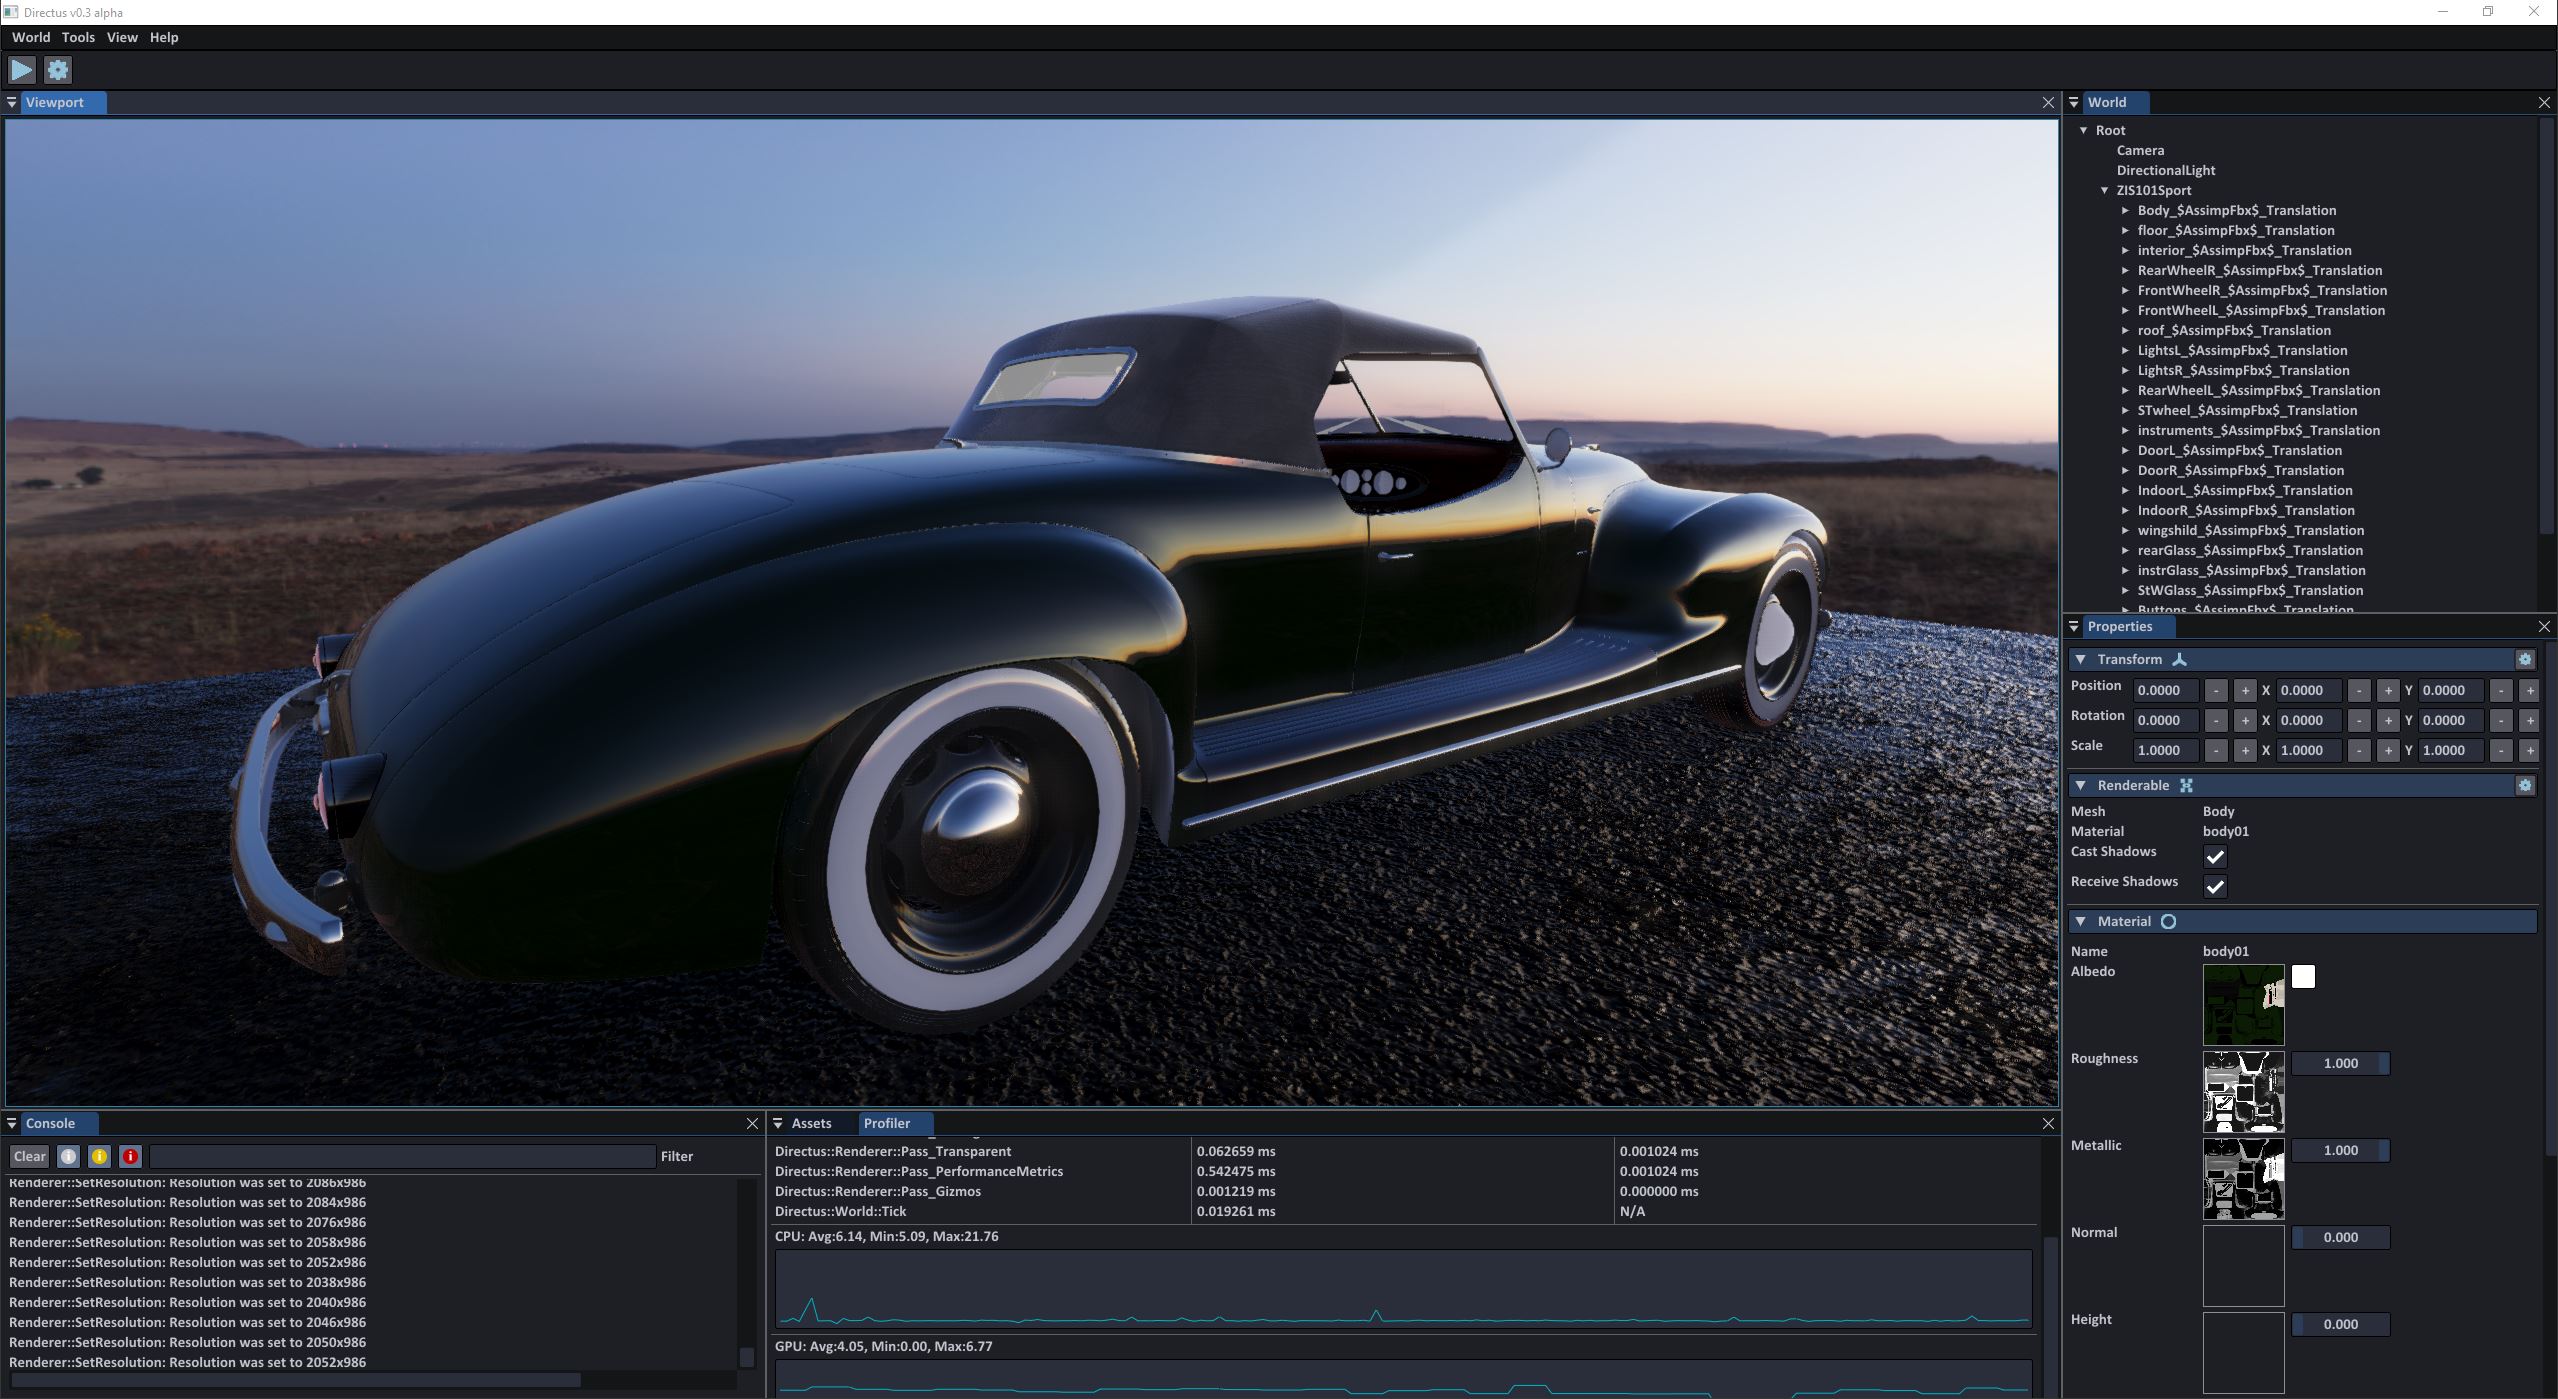 Directus v0.3 alpha
World Tools View Help
Viewport
World
Root
Camera
DirectionalLight
ZIS101Sport
Body_$AssimpFbx$_Translation
floor_$AssimpFbx$_Translation
interior_$AssimpFbx$_Translation
RearWheelR_$AssimpFbx$_Translation
FrontWheelR_$AssimpFbx$_Translation
FrontWheelL_$AssimpFbx$_Translation
roof_$AssimpFbx$_Translation
LightsL_$AssimpFbx$_Translation
LightsR_$AssimpFbx$_Translation
RearWheelL_$AssimpFbx$_Translation
STwheel_$AssimpFbx$_Translation
instruments_$AssimpFbx$_Translation
DoorL_$AssimpFbx$_Translation
DoorR_$AssimpFbx$_Translation
IndoorL_$AssimpFbx$_Translation
IndoorR_$AssimpFbx$_Translation
wingshild_$AssimpFbx$_Translation
rearGlass_$AssimpFbx$_Translation
instrGlass_$AssimpFbx$_Translation
StWGlass_$AssimpFbx$_Translation
Buttons_$AssimpFbx$_Translation
Properties
Transform
Position 0.0000 - + X 0.0000 - + Y 0.0000 - +
Rotation 0.0000 - + X 0.0000 - + Y 0.0000 - +
Scale 1.0000 - + X 1.0000 - + Y 1.0000 - +
Renderable
Mesh Body
Material body01
Cast Shadows
Receive Shadows
Material
Name body01
Albedo
Roughness 1.000
Metallic 1.000
Normal 0.000
Height 0.000
Console
Clear Filter
Renderer::SetResolution: Resolution was set to 2086x986
Renderer::SetResolution: Resolution was set to 2084x986
Renderer::SetResolution: Resolution was set to 2076x986
Renderer::SetResolution: Resolution was set to 2058x986
Renderer::SetResolution: Resolution was set to 2052x986
Renderer::SetResolution: Resolution was set to 2038x986
Renderer::SetResolution: Resolution was set to 2040x986
Renderer::SetResolution: Resolution was set to 2046x986
Renderer::SetResolution: Resolution was set to 2050x986
Renderer::SetResolution: Resolution was set to 2052x986
Assets Profiler
Directus::Renderer::Pass_Transparent 0.062659 ms 0.001024 ms
Directus::Renderer::Pass_PerformanceMetrics 0.542475 ms 0.001024 ms
Directus::Renderer::Pass_Gizmos 0.001219 ms 0.000000 ms
Directus::World::Tick 0.019261 ms N/A
CPU: Avg:6.14, Min:5.09, Max:21.76
GPU: Avg:4.05, Min:0.00, Max:6.77